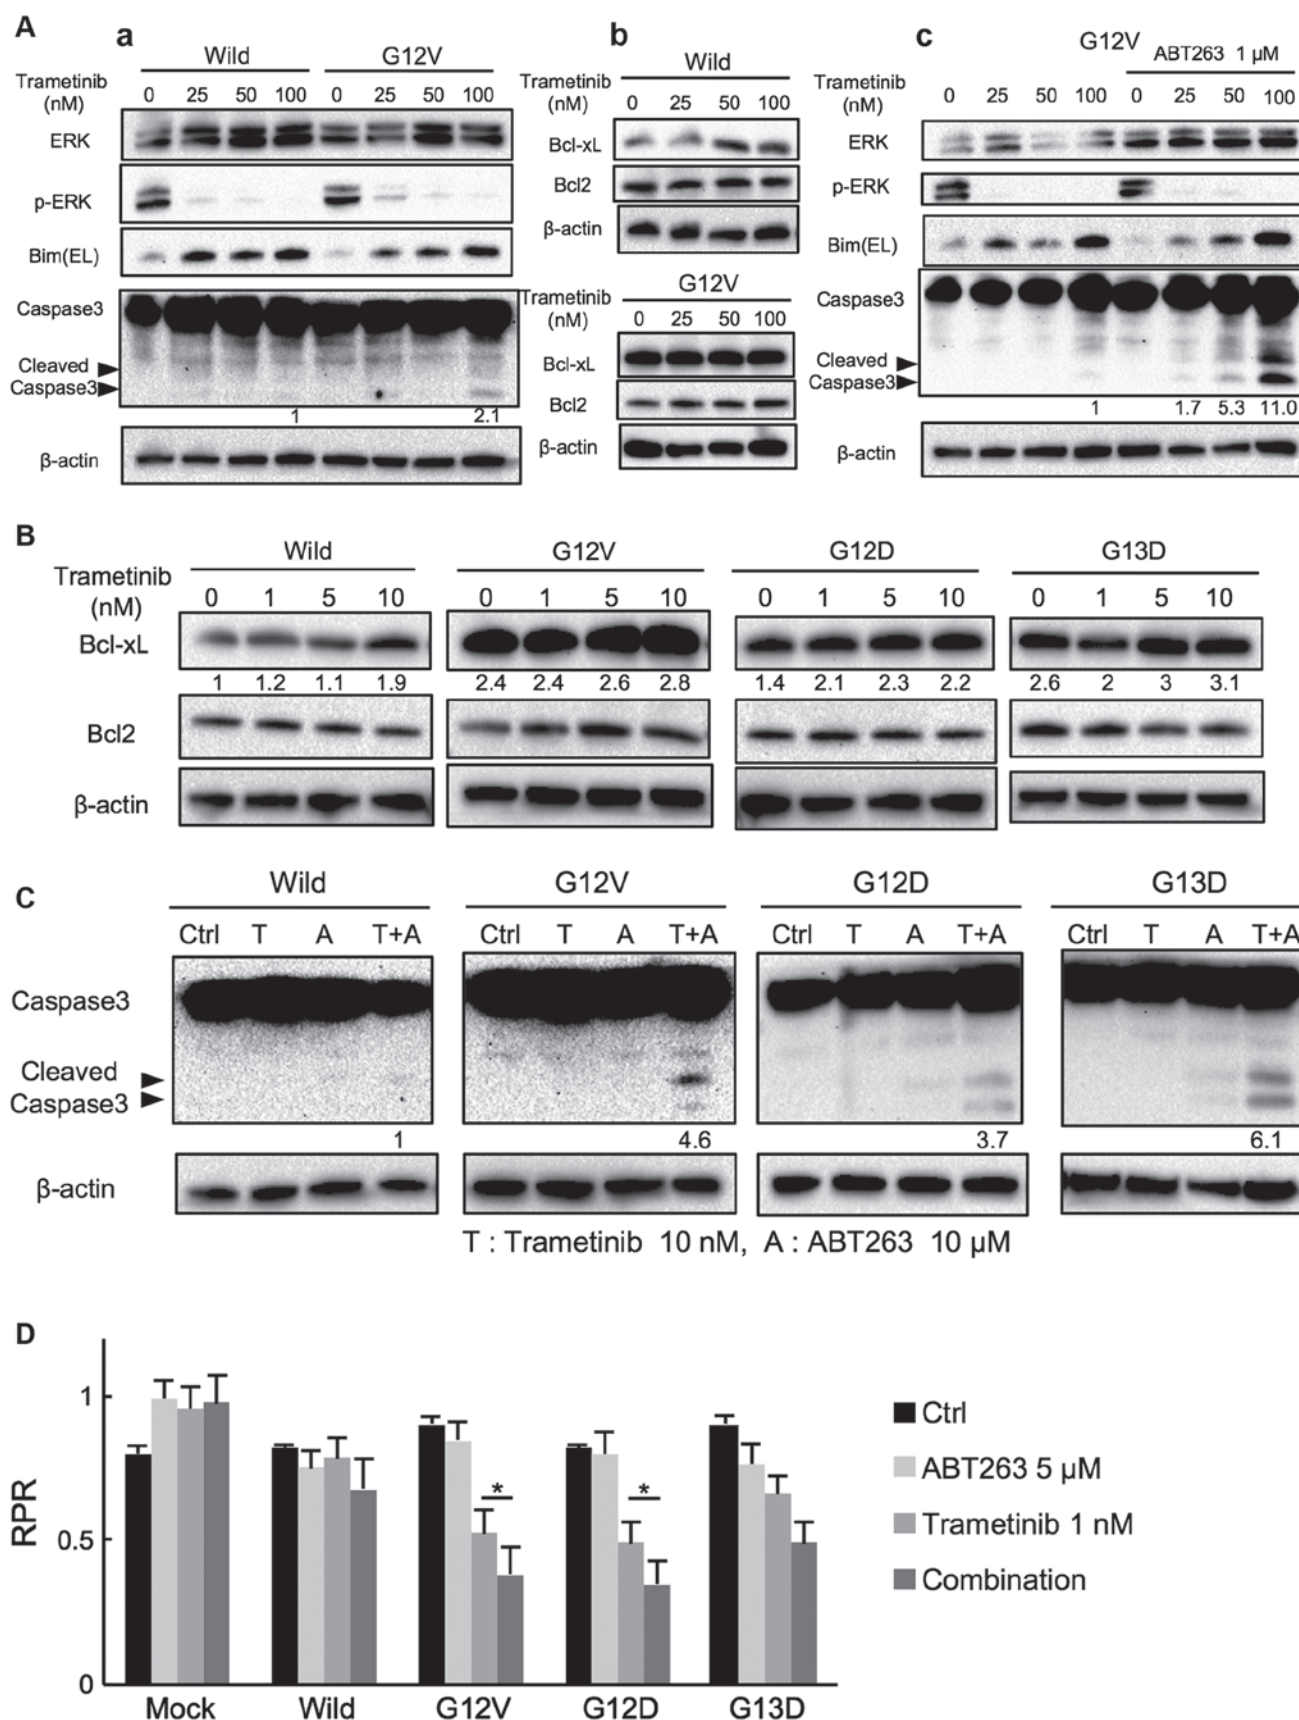 A
a
Wild G12V
Trametinib
(nM)
0 25 50 100 0 25 50 100
ERK
p-ERK
Bim(EL)
Caspase3
Cleaved
Caspase3
1 2.1
β-actin
b
Wild
Trametinib
(nM)
0 25 50 100
Bcl-xL
Bcl2
β-actin
G12V
Trametinib
(nM)
0 25 50 100
Bcl-xL
Bcl2
β-actin
c
G12V
ABT263 1 µM
Trametinib
(nM)
0 25 50 100 0 25 50 100
ERK
p-ERK
Bim(EL)
Caspase3
Cleaved
Caspase3
1 1.7 5.3 11.0
β-actin
B
Wild G12V G12D G13D
Trametinib
(nM)
0 1 5 10 0 1 5 10 0 1 5 10 0 1 5 10
Bcl-xL
1 1.2 1.1 1.9 2.4 2.4 2.6 2.8 1.4 2.1 2.3 2.2 2.6 2 3 3.1
Bcl2
β-actin
C
Wild G12V G12D G13D
Ctrl T A T+A Ctrl T A T+A Ctrl T A T+A Ctrl T A T+A
Caspase3
Cleaved
Caspase3
1 4.6 3.7 6.1
β-actin
T : Trametinib 10 nM, A : ABT263 10 µM
D
RPR
1
0.5
0
* *
Mock Wild G12V G12D G13D
Ctrl
ABT263 5 µM
Trametinib 1 nM
Combination